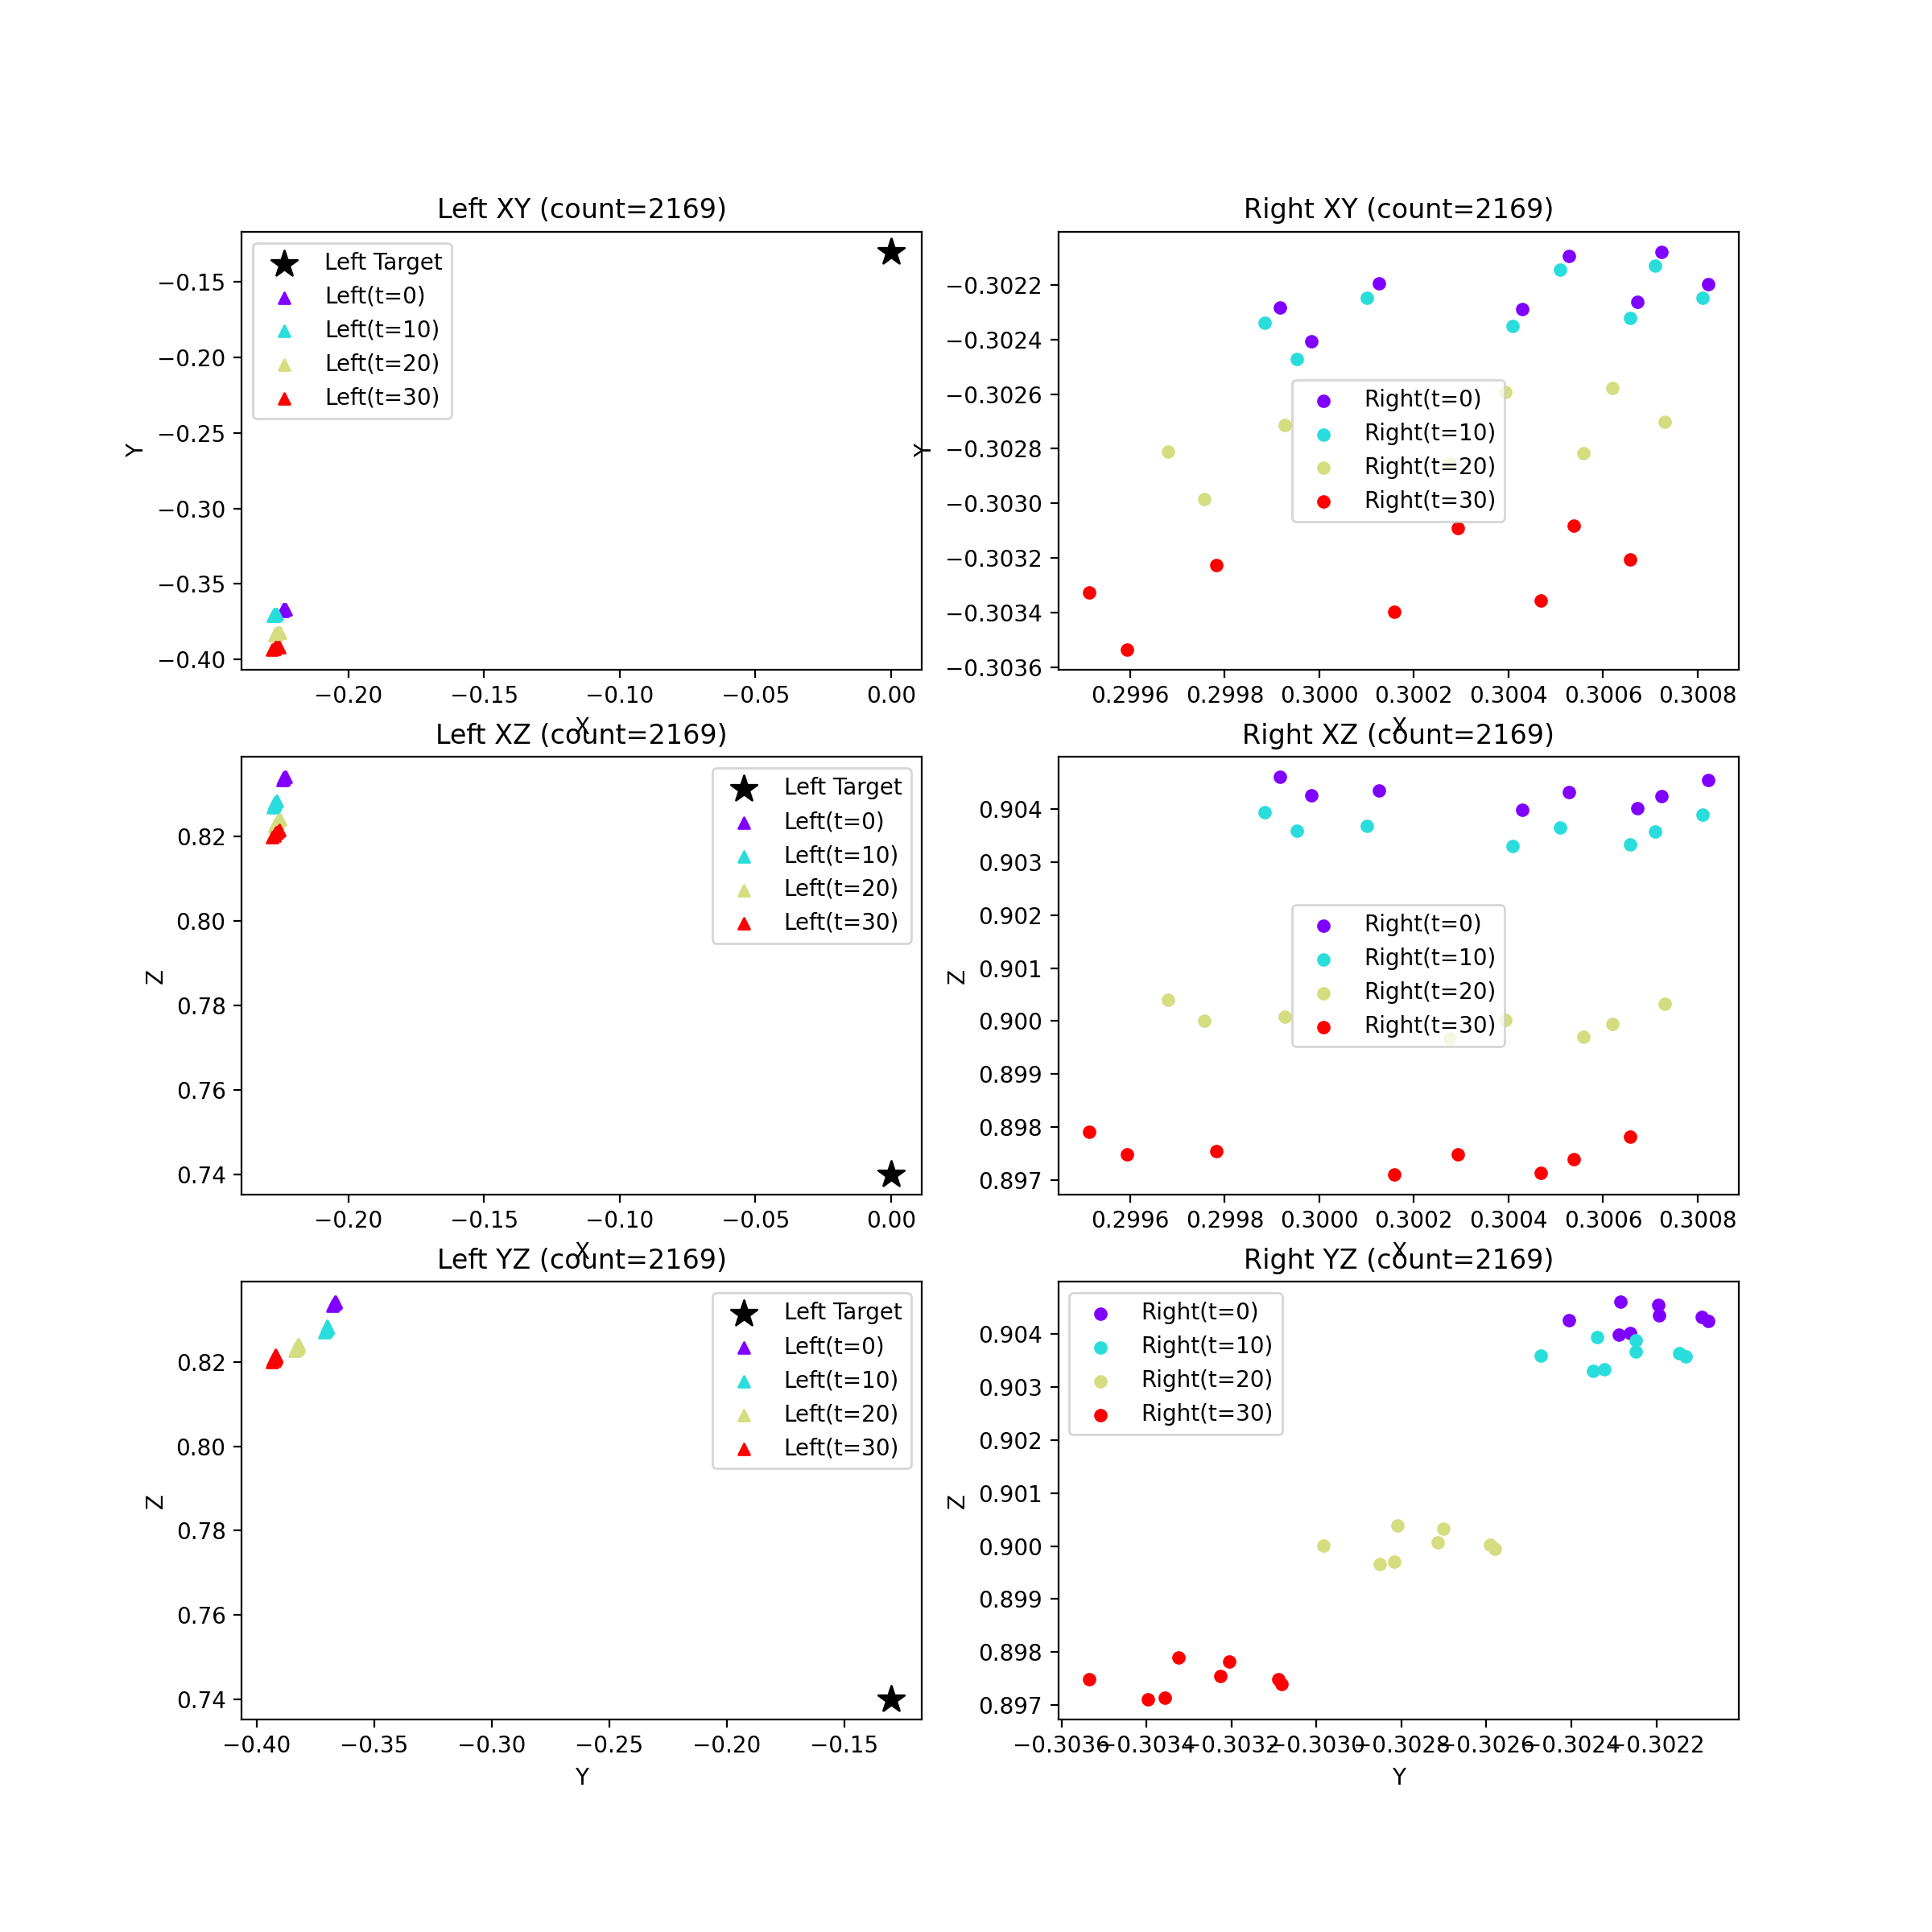 Left XY (count=2169)
Left Target
Left(t=0)
Left(t=10)
Left(t=20)
Left(t=30)
−0.15
−0.20
−0.25
−0.30
−0.35
−0.40
Y
−0.20
−0.15
−0.10
−0.05
0.00
X
Right XY (count=2169)
Right(t=0)
Right(t=10)
Right(t=20)
Right(t=30)
−0.3022
−0.3024
−0.3026
−0.3028
−0.3030
−0.3032
−0.3034
−0.3036
Y
0.2996
0.2998
0.3000
0.3002
0.3004
0.3006
0.3008
X
Left XZ (count=2169)
Left Target
Left(t=0)
Left(t=10)
Left(t=20)
Left(t=30)
0.82
0.80
0.78
0.76
0.74
Z
−0.20
−0.15
−0.10
−0.05
0.00
X
Right XZ (count=2169)
Right(t=0)
Right(t=10)
Right(t=20)
Right(t=30)
0.904
0.903
0.902
0.901
0.900
0.899
0.898
0.897
Z
0.2996
0.2998
0.3000
0.3002
0.3004
0.3006
0.3008
X
Left YZ (count=2169)
Left Target
Left(t=0)
Left(t=10)
Left(t=20)
Left(t=30)
0.82
0.80
0.78
0.76
0.74
Z
−0.40
−0.35
−0.30
−0.25
−0.20
−0.15
Y
Right YZ (count=2169)
Right(t=0)
Right(t=10)
Right(t=20)
Right(t=30)
0.904
0.903
0.902
0.901
0.900
0.899
0.898
0.897
Z
−0.3036
−0.3034
−0.3032
−0.3030
−0.3028
−0.3026
−0.3024
−0.3022
Y